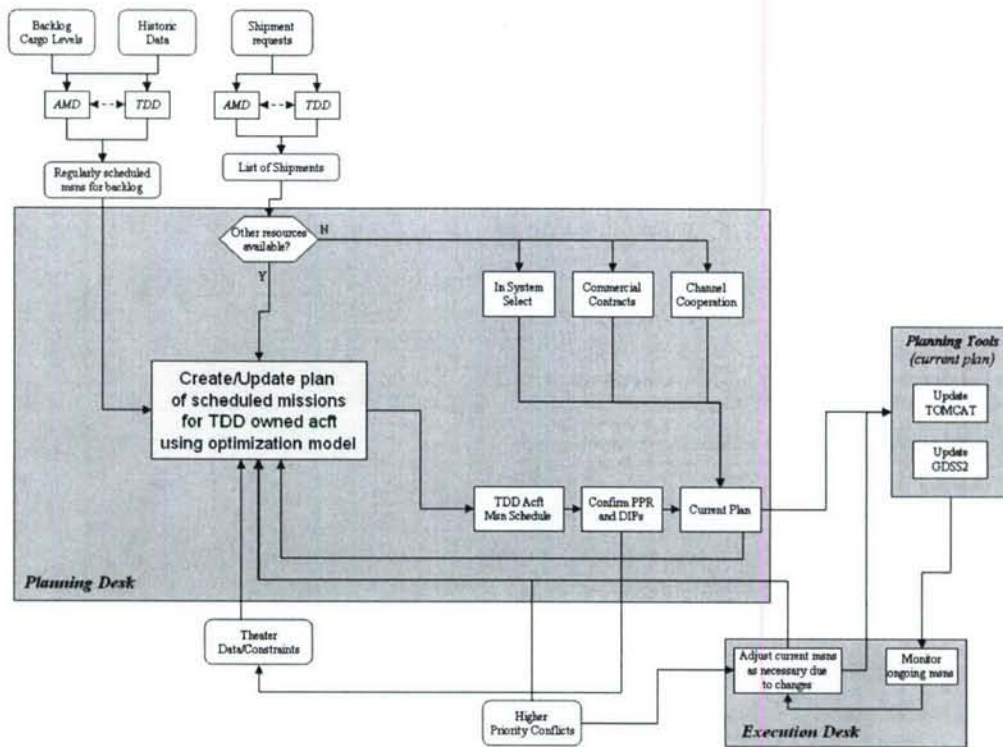 Backlog
Cargo Levels
Historic
Data
Shipment
requests
AMD
TDD
AMD
TDD
Regularly scheduled
msns for backlog
List of Shipments
Other resources
available?
N
Y
In System
Select
Commercial
Contracts
Channel
Cooperation
Planning Tools
(current plan)
Update
TOMCAT
Update
GDSS2
Create/Update plan
of scheduled missions
for TDD owned acft
using optimization model
TDD Acft
Msn Schedule
Confirm PPR
and DIPs
Current Plan
Planning Desk
Theater
Data/Constraints
Adjust current msns
as necessary due
to changes
Monitor
ongoing msns
Higher
Priority Conflicts
Execution Desk